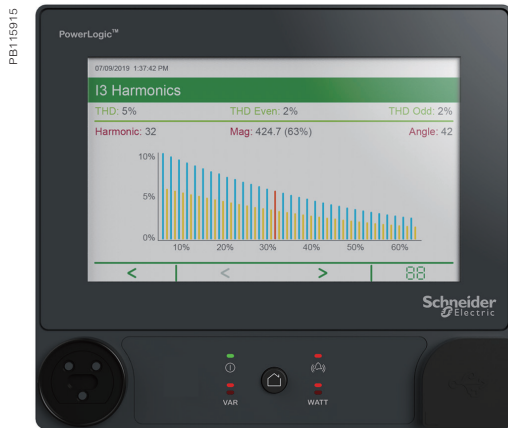 PB115915
PowerLogic™
07/09/2019 1:37:42 PM
I3 Harmonics
THD: 5% THD Even: 2% THD Odd: 2%
Harmonic: 32 Mag: 424.7 (63%) Angle: 42
10%
5%
0%
10% 20% 30% 40% 50% 60%
< < > 88
Schneider
Electric
VAR WATT